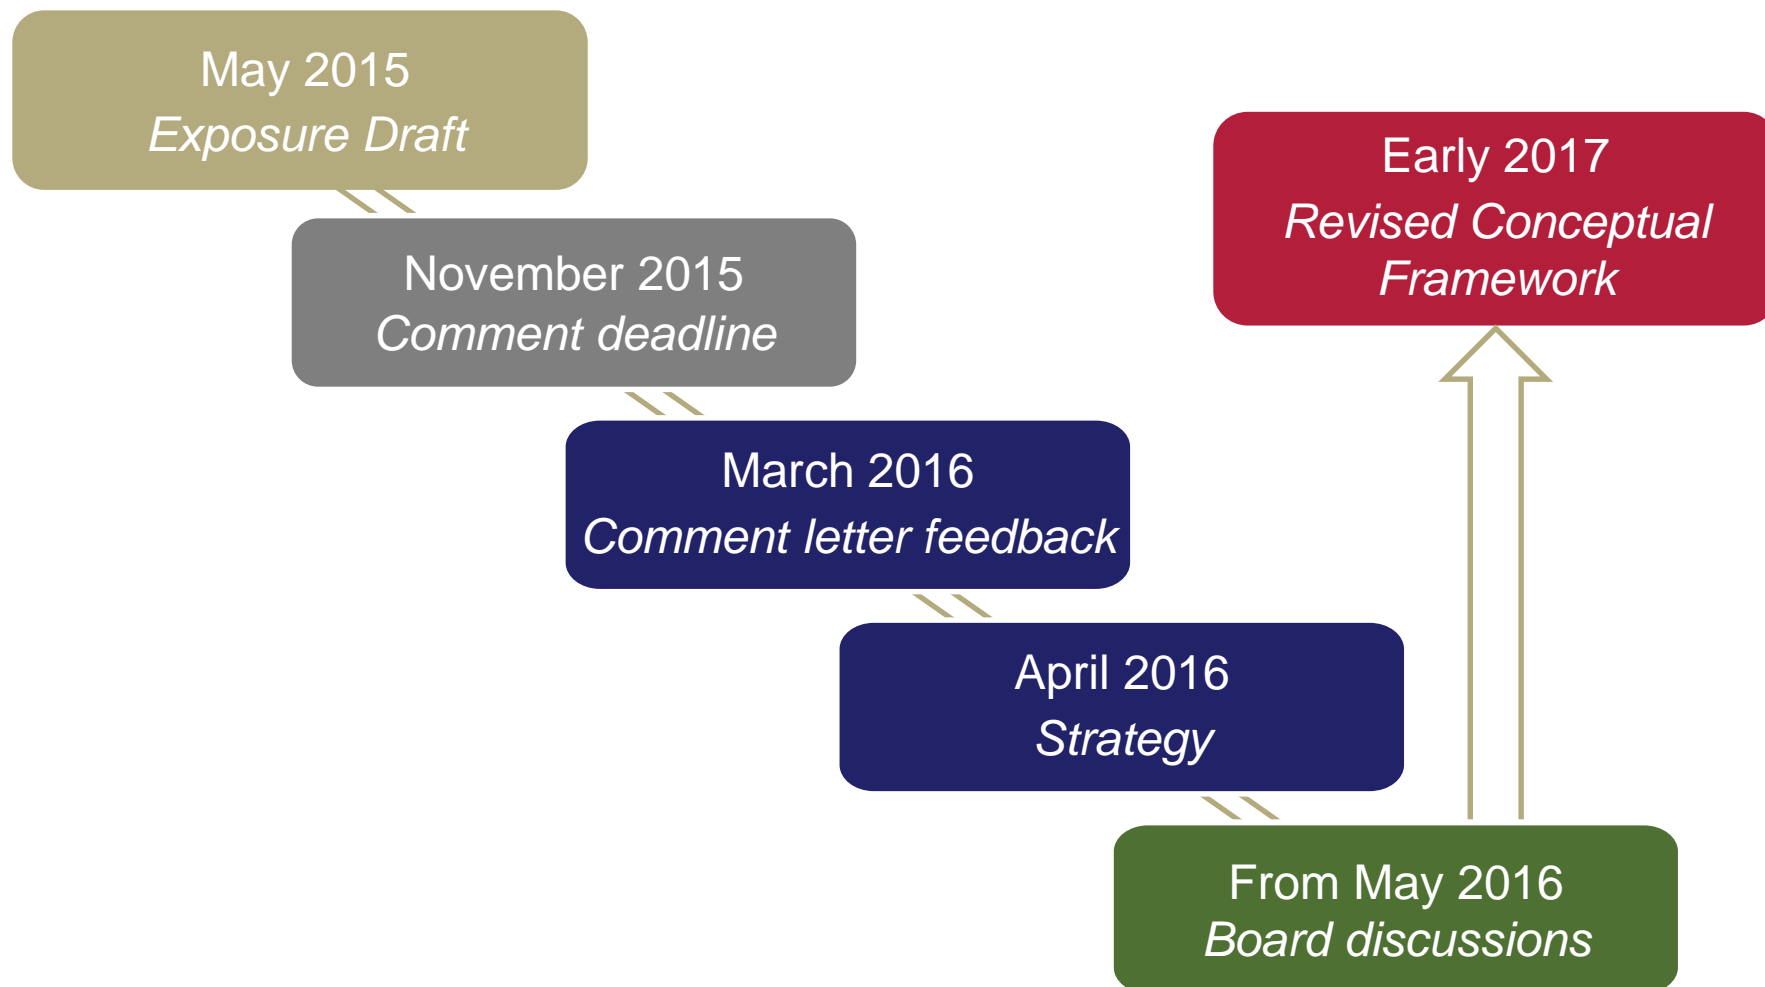 May 2015
Exposure Draft
November 2015
Comment deadline
March 2016
Comment letter feedback
April 2016
Strategy
From May 2016
Board discussions
Early 2017
Revised Conceptual
Framework